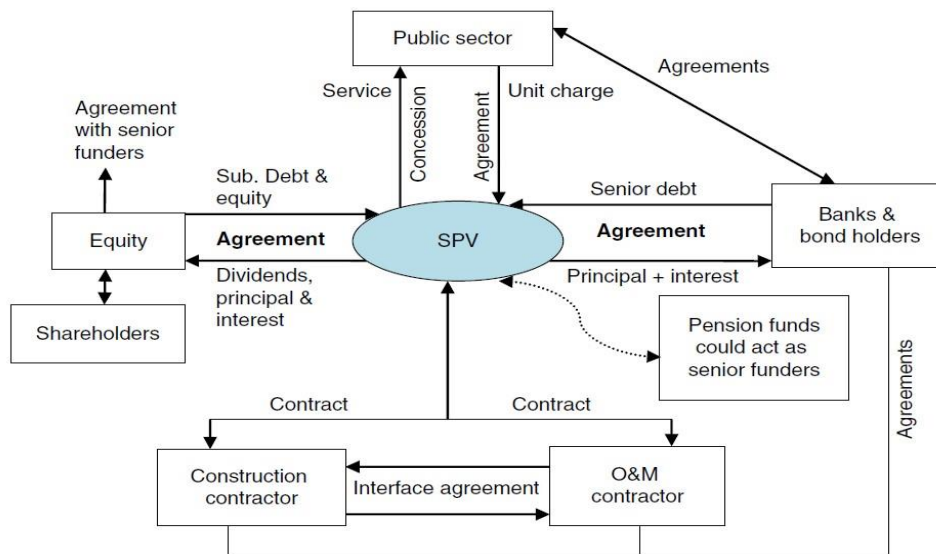 Public sector
Agreements
Service
Concession
Agreement
Unit charge
Agreement
with senior
funders
Sub. Debt &
equity
Senior debt
Equity
Agreement
SPV
Agreement
Banks &
bond holders
Dividends,
principal &
interest
Principal + interest
Shareholders
Pension funds
could act as
senior funders
Agreements
Contract
Contract
Construction
contractor
Interface agreement
O&M
contractor